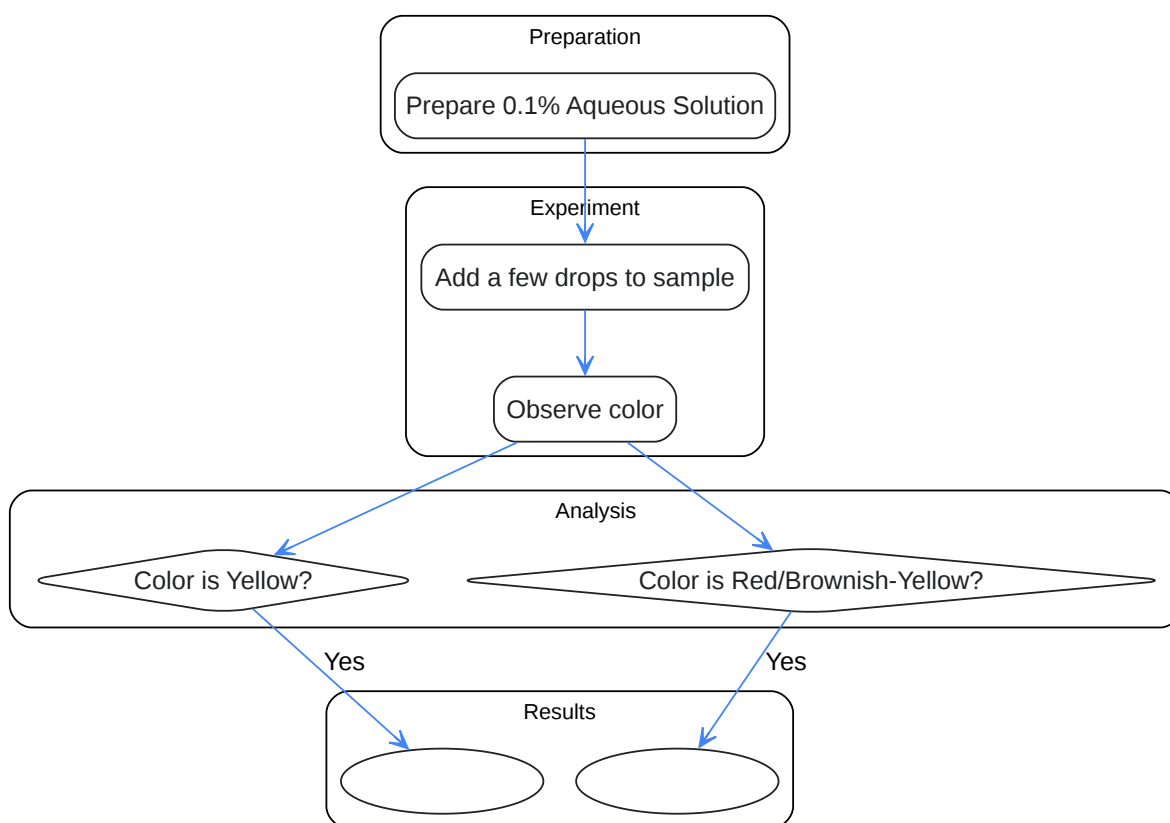 Preparation
Prepare 0.1% Aqueous Solution
Experiment
Add a few drops to sample
Observe color
Analysis
Color is Yellow?
Color is Red/Brownish-Yellow?
Yes
Yes
Results